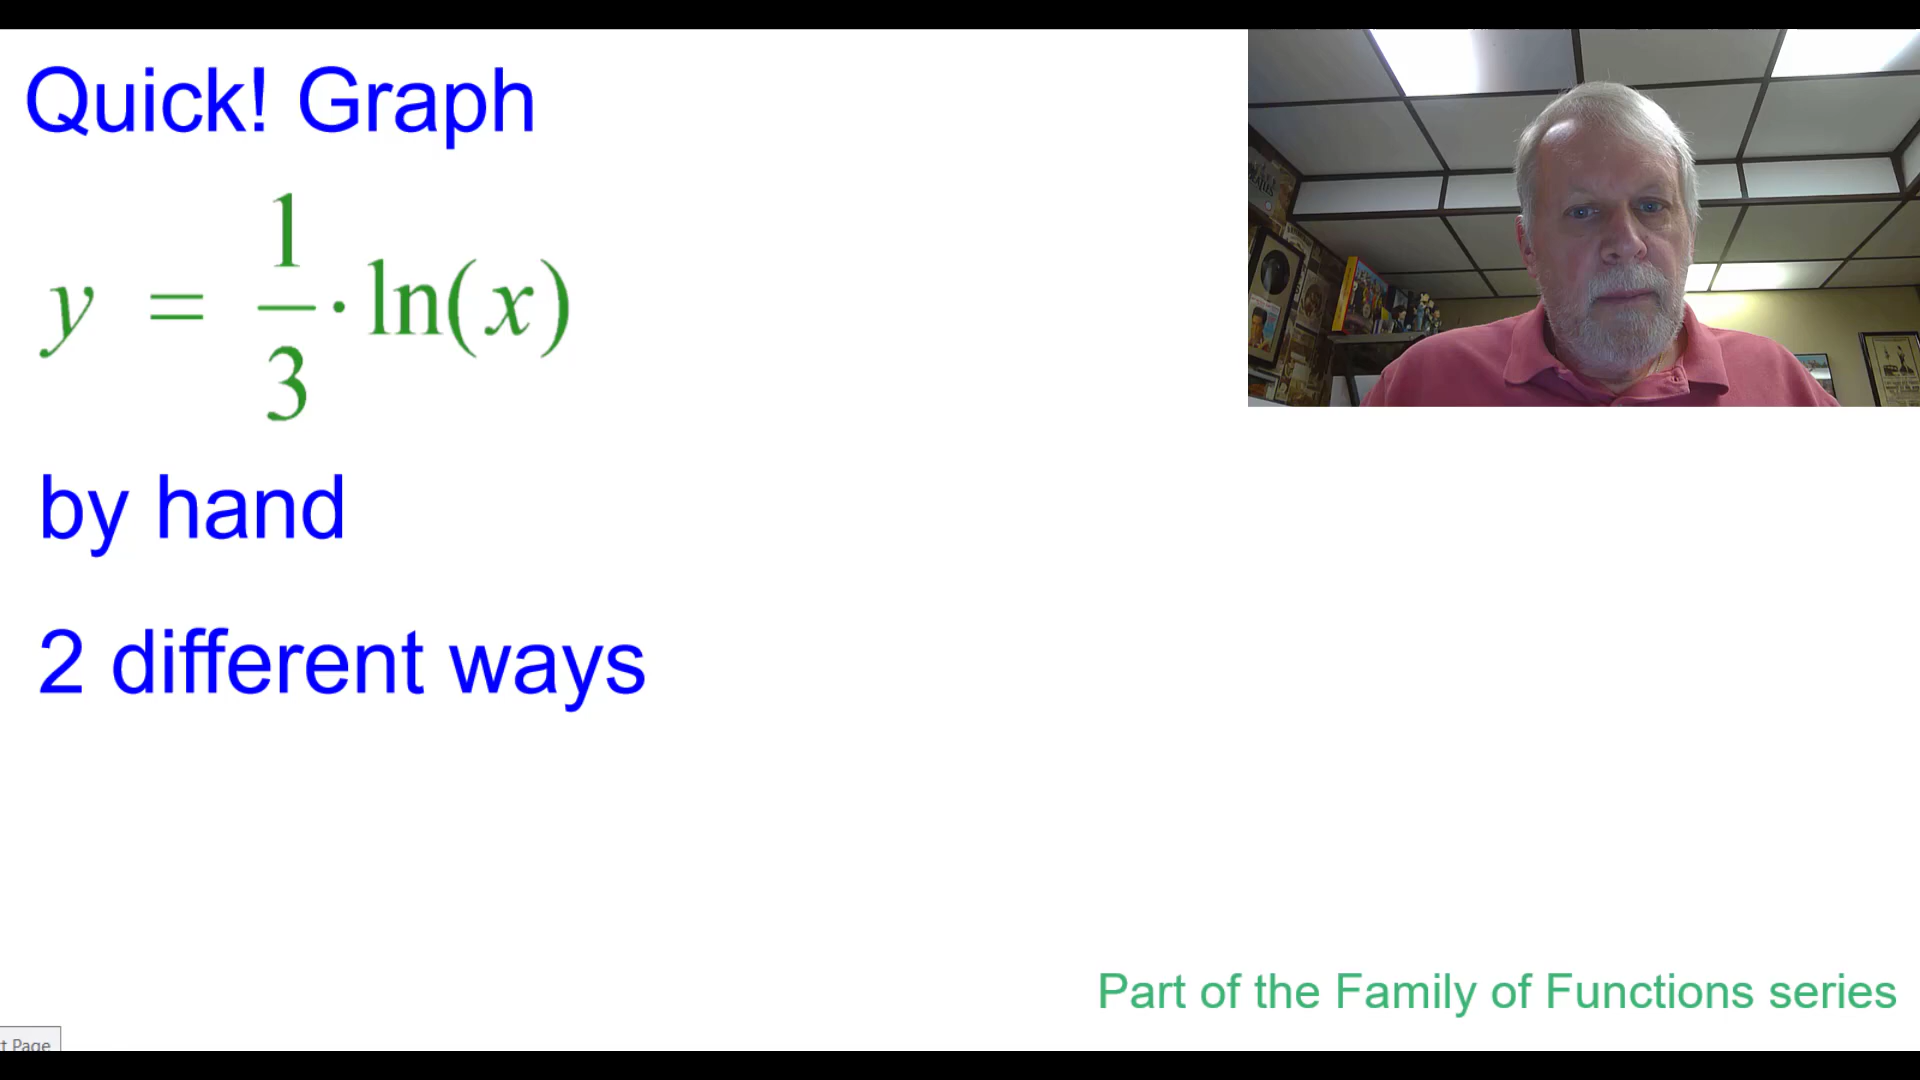 Quick! Graph
y = 1/3 · ln(x)
by hand
2 different ways
Part of the Family of Functions series
t Page